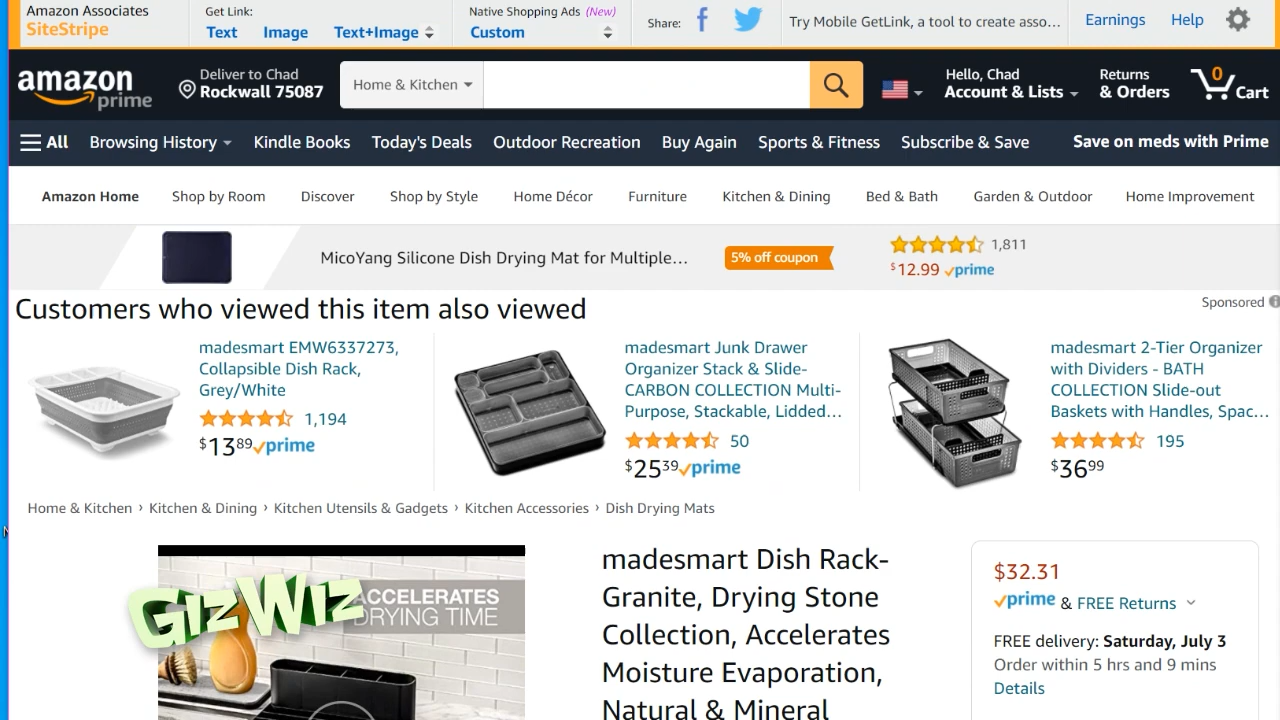 Amazon Associates
SiteStripe
Get Link:
Text Image Text+Image
Native Shopping Ads (New)
Custom
Share:
Try Mobile GetLink, a tool to create asso...
Earnings Help
amazon
prime
Deliver to Chad
Rockwall 75087
Home & Kitchen
Hello, Chad
Account & Lists
Returns
& Orders
0
Cart
All Browsing History Kindle Books Today's Deals Outdoor Recreation Buy Again Sports & Fitness Subscribe & Save Save on meds with Prime
Amazon Home Shop by Room Discover Shop by Style Home Décor Furniture Kitchen & Dining Bed & Bath Garden & Outdoor Home Improvement
MicoYang Silicone Dish Drying Mat for Multiple...
5% off coupon
1,811
$12.99 prime
Customers who viewed this item also viewed
Sponsored
madesmart EMW6337273,
Collapsible Dish Rack,
Grey/White
1,194
$13 89 prime
madesmart Junk Drawer
Organizer Stack & Slide-
CARBON COLLECTION Multi-
Purpose, Stackable, Lidded...
50
$25 39 prime
madesmart 2-Tier Organizer
with Dividers - BATH
COLLECTION Slide-out
Baskets with Handles, Spac...
195
$36 99
Home & Kitchen › Kitchen & Dining › Kitchen Utensils & Gadgets › Kitchen Accessories › Dish Drying Mats
GizWiz
ACCELERATES
DRYING TIME
madesmart Dish Rack-
Granite, Drying Stone
Collection, Accelerates
Moisture Evaporation,
Natural & Mineral
$32.31
prime & FREE Returns
FREE delivery: Saturday, July 3
Order within 5 hrs and 9 mins
Details